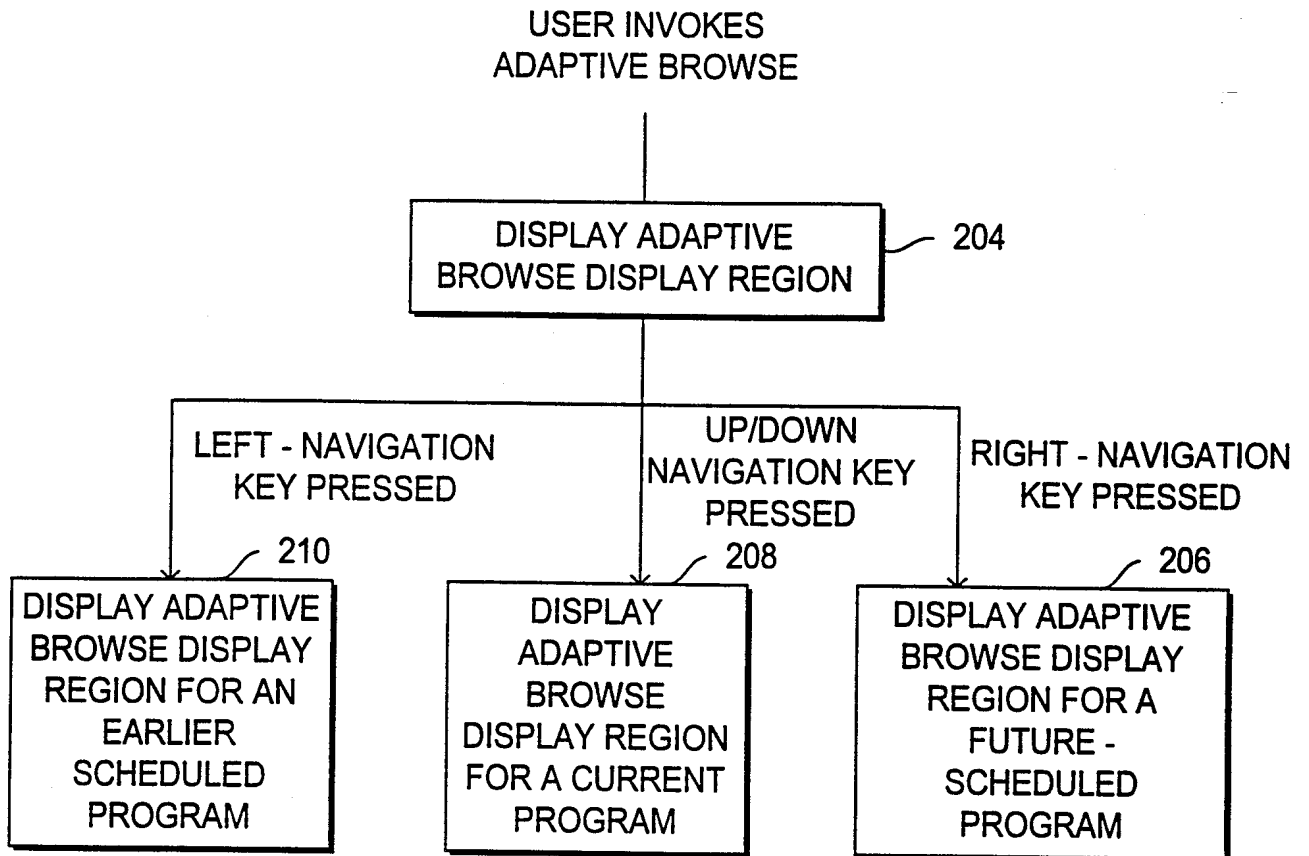 USER INVOKES
ADAPTIVE BROWSE
DISPLAY ADAPTIVE
BROWSE DISPLAY REGION
204
LEFT - NAVIGATION
KEY PRESSED
UP/DOWN
NAVIGATION KEY
PRESSED
RIGHT - NAVIGATION
KEY PRESSED
210
DISPLAY ADAPTIVE
BROWSE DISPLAY
REGION FOR AN
EARLIER
SCHEDULED
PROGRAM
208
DISPLAY
ADAPTIVE
BROWSE
DISPLAY REGION
FOR A CURRENT
PROGRAM
206
DISPLAY ADAPTIVE
BROWSE DISPLAY
REGION FOR A
FUTURE -
SCHEDULED
PROGRAM